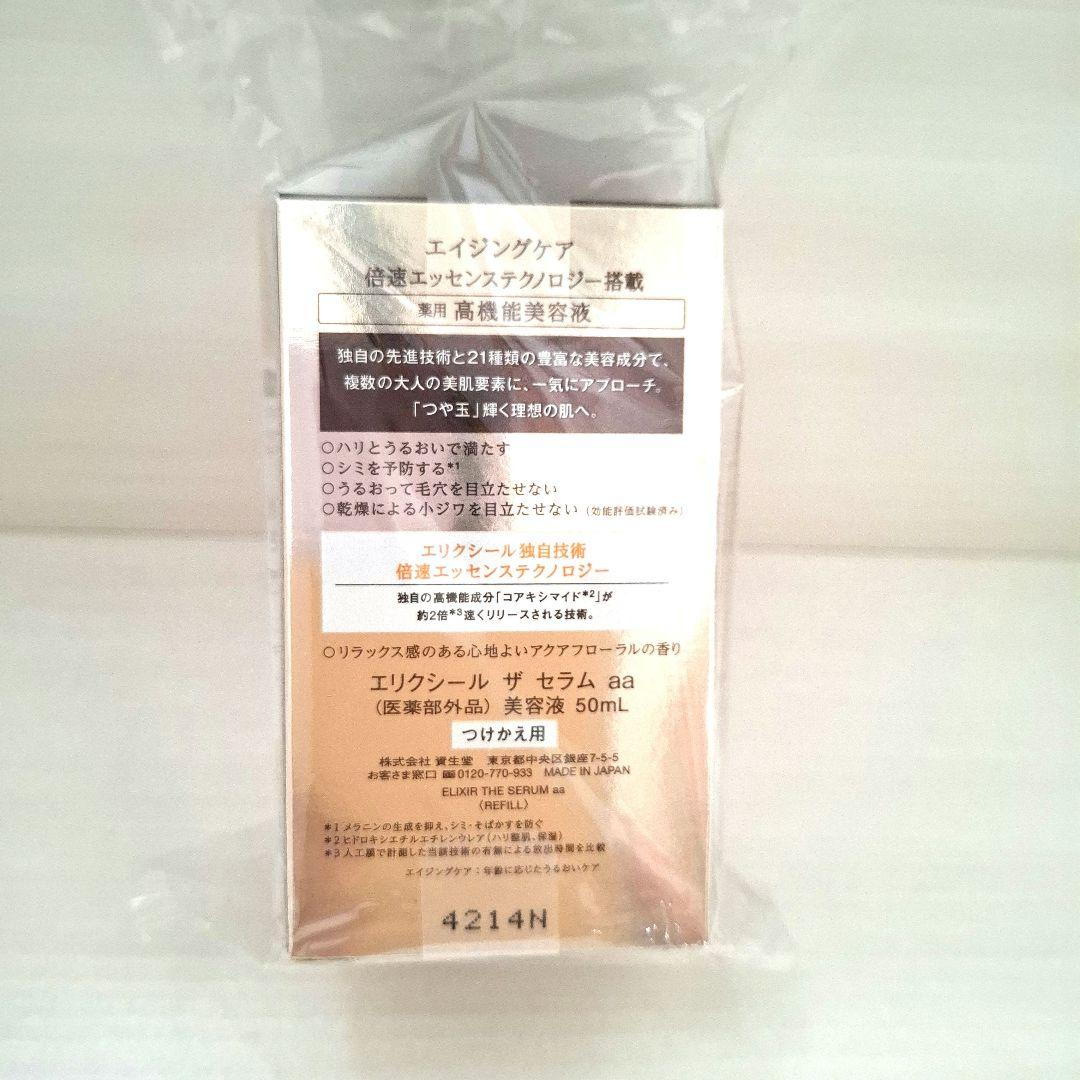 エイジングケア
倍速エッセンステクノロジー搭載
薬用 高機能美容液
独自の先進技術と21種類の豊富な美容成分で、
複数の大人の美肌要素に、一気にアプローチ。
「つや玉」輝く理想の肌へ。
○ハリとうるおいで満たす
○シミを予防する*1
○うるおって毛穴を目立たせない
○乾燥による小ジワを目立たせない（効能評価試験済み）
エリクシール独自技術
倍速エッセンステクノロジー
独自の高機能成分「コアキシマイド*2」が
約2倍*3速くリリースされる技術。
○リラックス感のある心地よいアクアフローラルの香り
エリクシール ザ セラム aa
（医薬部外品）美容液 50mL
つけかえ用
株式会社 資生堂 東京都中央区銀座7-5-5
お客さま窓口 0120-770-933 MADE IN JAPAN
ELIXIR THE SERUM aa
〈REFILL〉
*1 メラニンの生成を抑え、シミ・そばかすを防ぐ
*2 ヒドロキシエチルエチレンウレア（ハリ整肌、保湿）
*3 人工膜で計測した当該技術の有無による放出時間を比較
エイジングケア：年齢に応じたうるおいケア
4214N